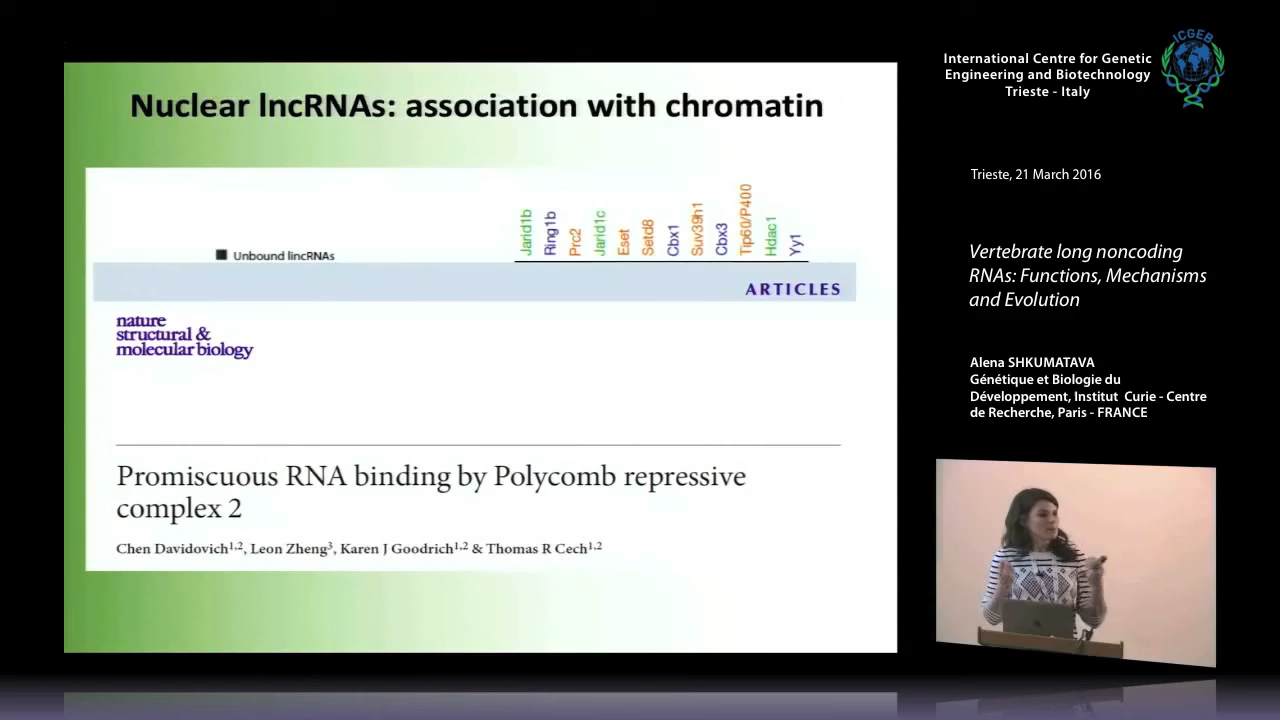 Nuclear lncRNAs: association with chromatin
Jarid1b
Ring1b
Prc2
Jarid1c
Eset
Setd8
Cbx1
Suv39h1
Cbx3
Tip60/P400
Hdac1
Yy1
Unbound lincRNAs
ARTICLES
nature
structural &
molecular biology
Promiscuous RNA binding by Polycomb repressive
complex 2
Chen Davidovich1,2, Leon Zheng3, Karen J Goodrich1,2 & Thomas R Cech1,2
International Centre for Genetic
Engineering and Biotechnology
Trieste - Italy
ICGEB
Trieste, 21 March 2016
Vertebrate long noncoding
RNAs: Functions, Mechanisms
and Evolution
Alena SHKUMATAVA
Génétique et Biologie du
Développement, Institut Curie - Centre
de Recherche, Paris - FRANCE